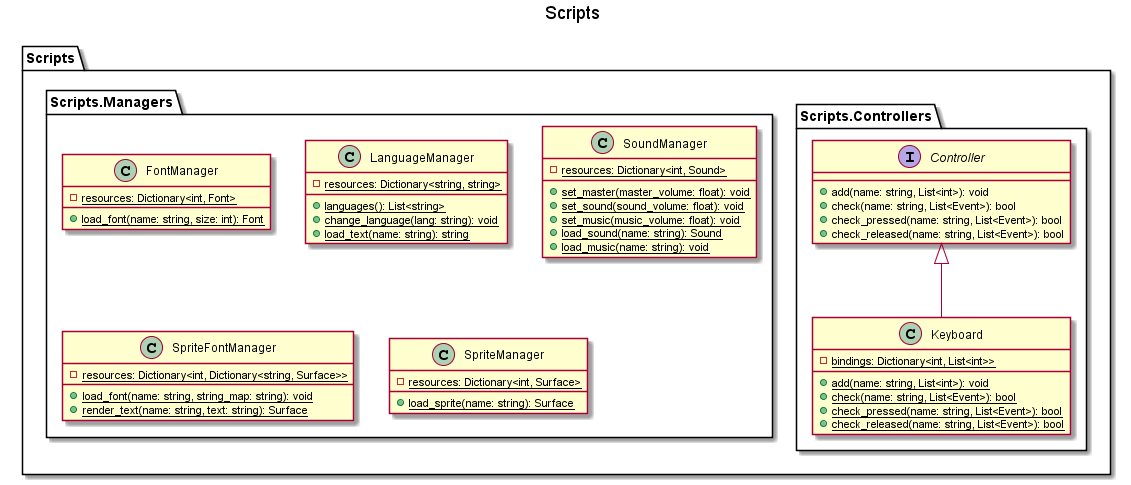 Scripts
Scripts
Scripts.Managers
C FontManager
resources: Dictionary<int, Font>
load_font(name: string, size: int): Font
C LanguageManager
resources: Dictionary<string, string>
languages(): List<string>
change_language(lang: string): void
load_text(name: string): string
C SoundManager
resources: Dictionary<int, Sound>
set_master(master_volume: float): void
set_sound(sound_volume: float): void
set_music(music_volume: float): void
load_sound(name: string): Sound
load_music(name: string): void
C SpriteFontManager
resources: Dictionary<int, Dictionary<string, Surface>>
load_font(name: string, string_map: string): void
render_text(name: string, text: string): Surface
C SpriteManager
resources: Dictionary<int, Surface>
load_sprite(name: string): Surface
Scripts.Controllers
I Controller
add(name: string, List<int>): void
check(name: string, List<Event>): bool
check_pressed(name: string, List<Event>): bool
check_released(name: string, List<Event>): bool
C Keyboard
bindings: Dictionary<int, List<int>>
add(name: string, List<int>): void
check(name: string, List<Event>): bool
check_pressed(name: string, List<Event>): bool
check_released(name: string, List<Event>): bool